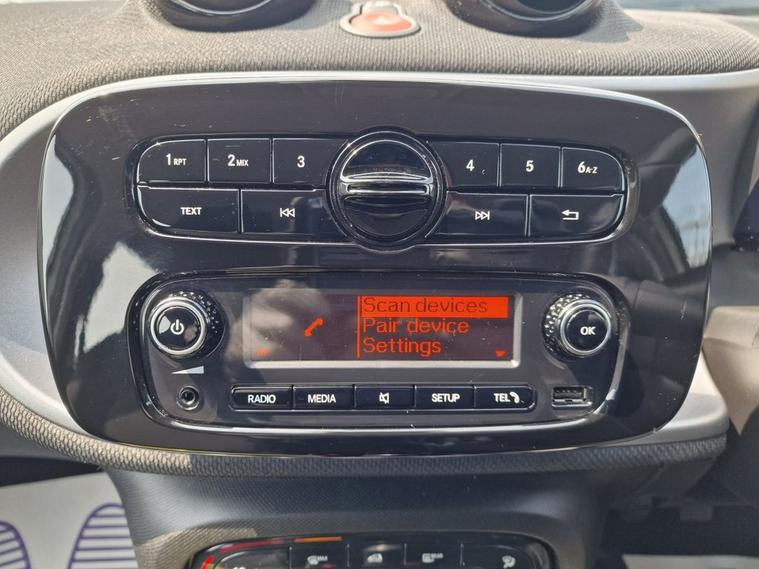 1 RPT 2 MIX 3 4 5 6 A-Z
TEXT
Scan devices
Pair device
Settings
OK
RADIO MEDIA SETUP TEL